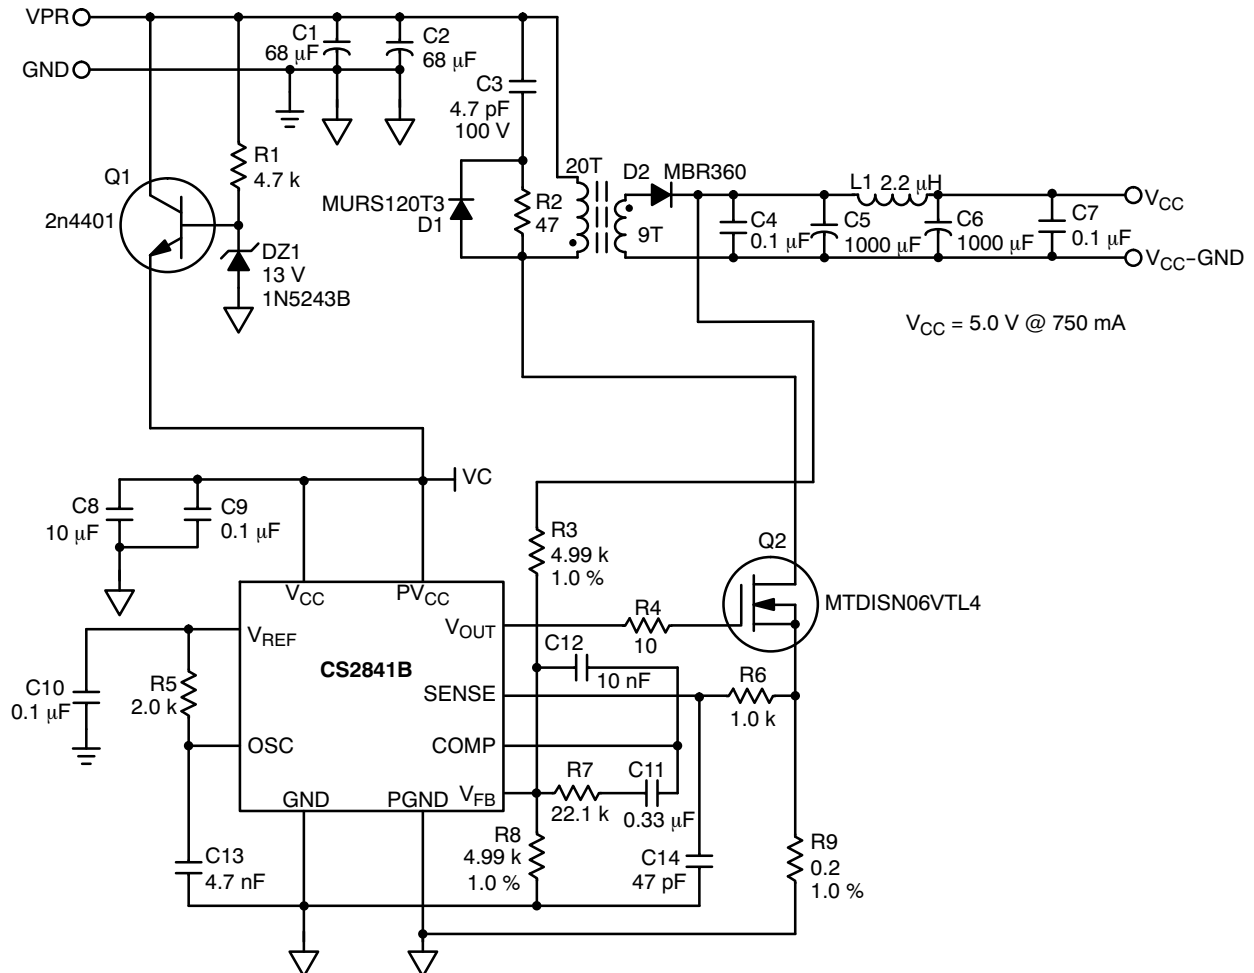 VPR
GND
C1
68 μF
C2
68 μF
C3
4.7 pF
100 V
R1
4.7 k
Q1
2n4401
DZ1
13 V
1N5243B
MURS120T3
D1
R2
47
20T
9T
D2 MBR360
C4
0.1 μF
C5
1000 μF
L1 2.2 μH
C6
1000 μF
C7
0.1 μF
VCC
VCC-GND
VCC = 5.0 V @ 750 mA
VC
C8
10 μF
C9
0.1 μF
R3
4.99 k
1.0 %
Q2
MTDISN06VTL4
VCC
PVCC
VREF
VOUT
CS2841B
SENSE
OSC
COMP
GND
PGND
VFB
R4
10
C12
10 nF
R6
1.0 k
C10
0.1 μF
R5
2.0 k
R7
22.1 k
C11
0.33 μF
R8
4.99 k
1.0 %
C14
47 pF
R9
0.2
1.0 %
C13
4.7 nF